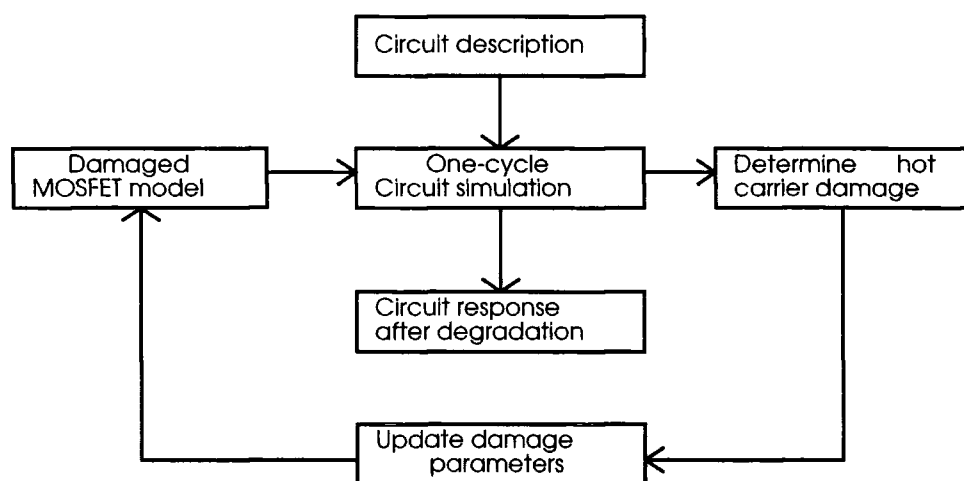 Circuit description
Damaged
MOSFET model
One-cycle
Circuit simulation
Determine hot
carrier damage
Circuit response
after degradation
Update damage
parameters